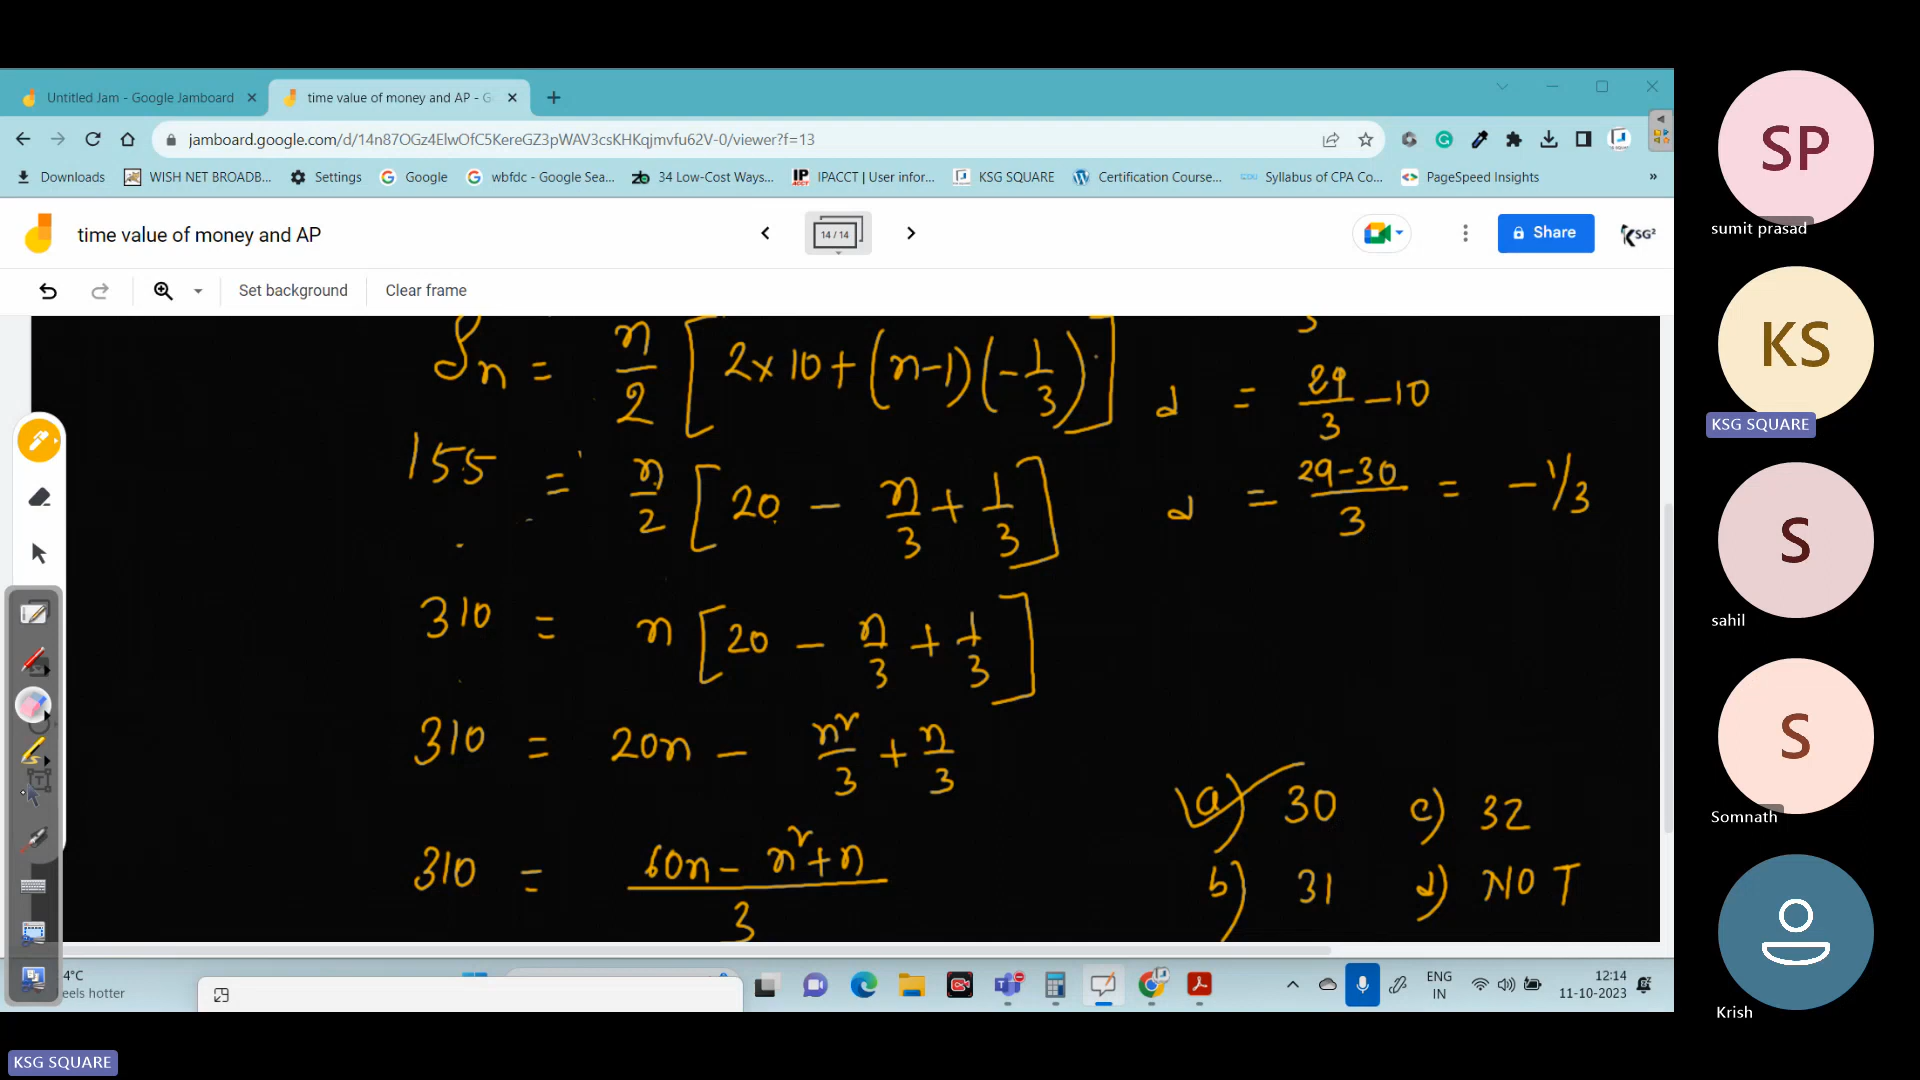 Untitled Jam - Google Jamboard
time value of money and AP - G
jamboard.google.com/d/14n87OGz4ElwOfC5KereGZ3pWAV3csKHKqjmvfu62V-0/viewer?f=13
Downloads WISH NET BROADB... Settings Google wbfdc - Google Sea... 34 Low-Cost Ways... IPACCT | User infor... KSG SQUARE Certification Course... Syllabus of CPA Co... PageSpeed Insights »
time value of money and AP
14 / 14
Share
KSG²
Set background Clear frame
Sn = n/2 [2×10+(n-1)(-1/3)]
d = 29/3 -10
155 = n/2 [20 - n/3 + 1/3]
d = 29-30/3 = -1/3
310 = n [20 - n/3 + 1/3]
310 = 20n - n²/3 + n/3
310 = 60n - n² + n/3
a) 30 c) 32
b) 31 d) NOT
4°C
eels hotter
ENG
IN
12:14
11-10-2023
SP
sumit prasad
KS
KSG SQUARE
S
sahil
S
Somnath
Krish
KSG SQUARE